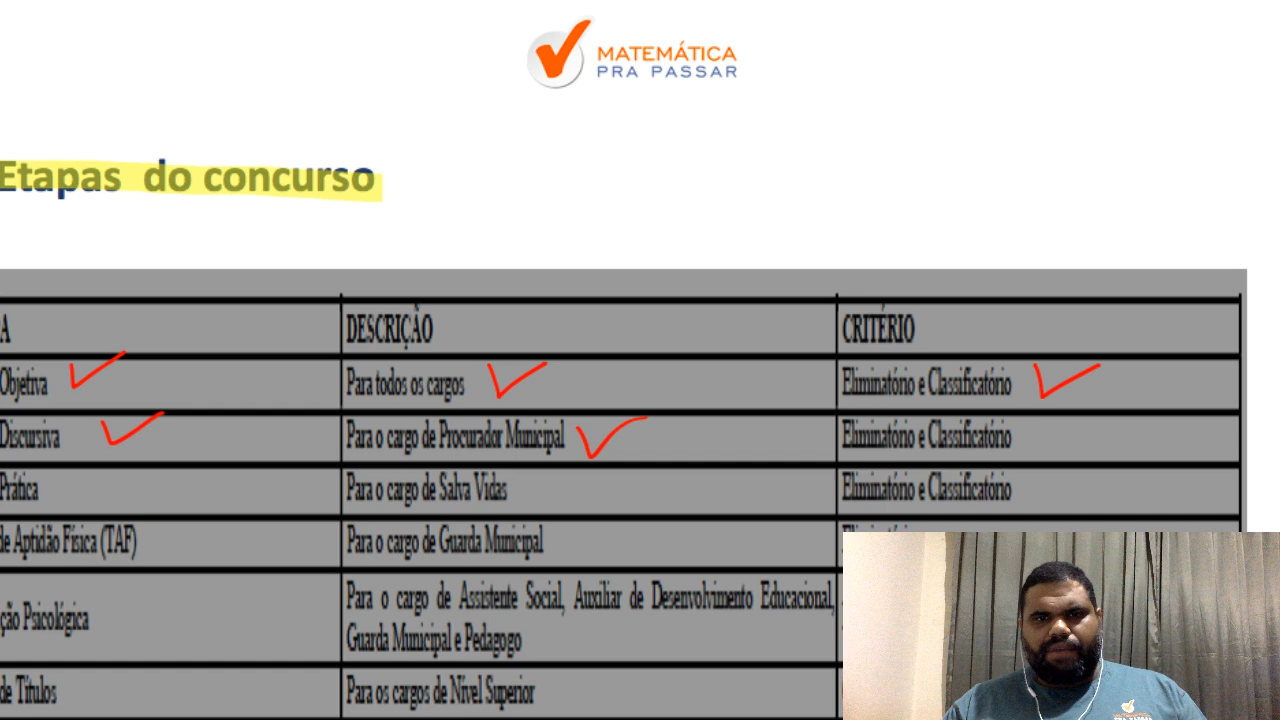 MATEMÁTICA
PRA PASSAR
Etapas do concurso
A DESCRIÇÃO CRITÉRIO
Objetiva Para todos os cargos Eliminatório e Classificatório
Discursiva Para o cargo de Procurador Municipal Eliminatório e Classificatório
Prática Para o cargo de Salva Vidas Eliminatório e Classificatório
de Aptidão Física (TAF) Para o cargo de Guarda Municipal
ção Psicológica Para o cargo de Assistente Social, Auxiliar de Desenvolvimento Educacional,
Guarda Municipal e Pedagogo
de Títulos Para os cargos de Nível Superior